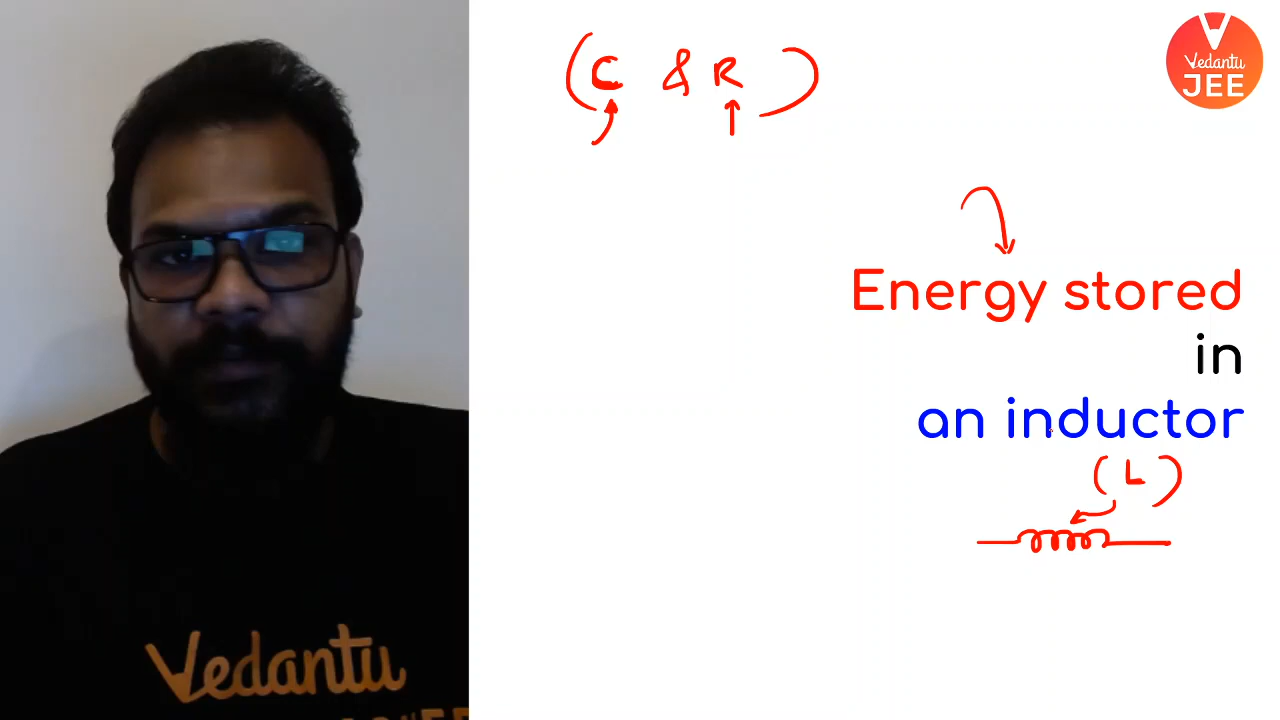 (C & R)
Vedantu
JEE
Energy stored
in
an inductor
(L)
Vedantu